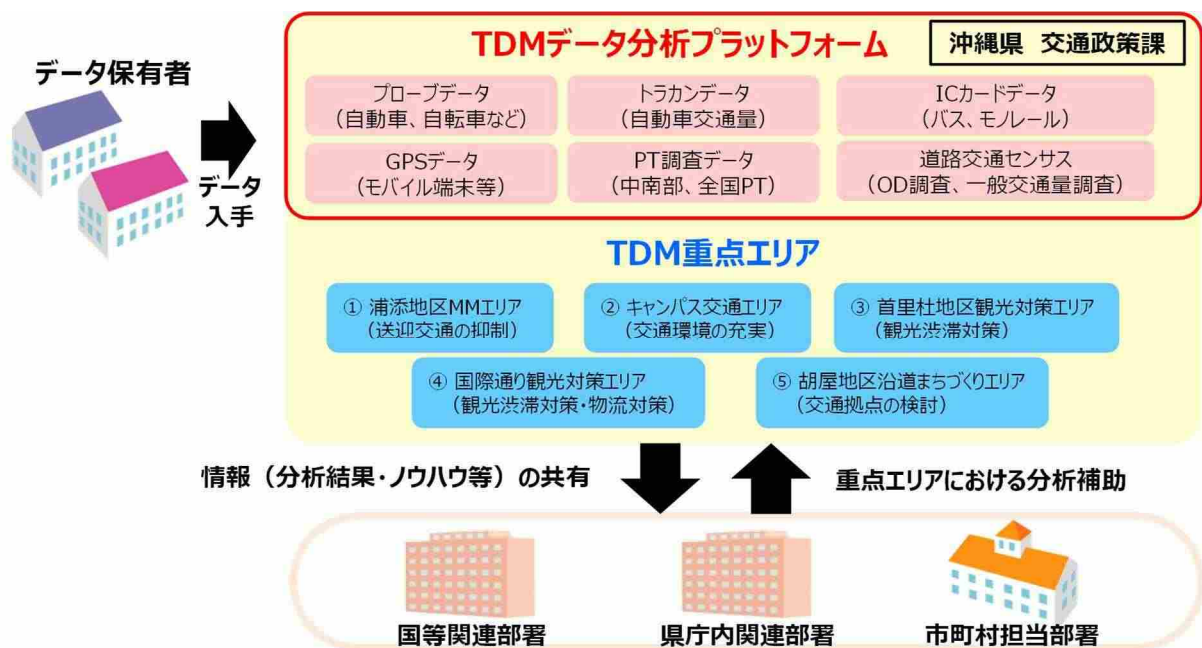 TDMデータ分析プラットフォーム
沖縄県 交通政策課
データ保有者
プローブデータ
(自動車、自転車など)
トラカンデータ
(自動車交通量)
ICカードデータ
(バス、モノレール)
GPSデータ
(モバイル端末等)
PT調査データ
(中南部、全国PT)
道路交通センサス
(OD調査、一般交通量調査)
データ
入手
TDM重点エリア
① 浦添地区MMエリア
(送迎交通の抑制)
② キャンパス交通エリア
(交通環境の充実)
③ 首里杜地区観光対策エリア
(観光渋滞対策)
④ 国際通り観光対策エリア
(観光渋滞対策・物流対策)
⑤ 胡屋地区沿道まちづくりエリア
(交通拠点の検討)
情報（分析結果・ノウハウ等）の共有
重点エリアにおける分析補助
国等関連部署
県庁内関連部署
市町村担当部署